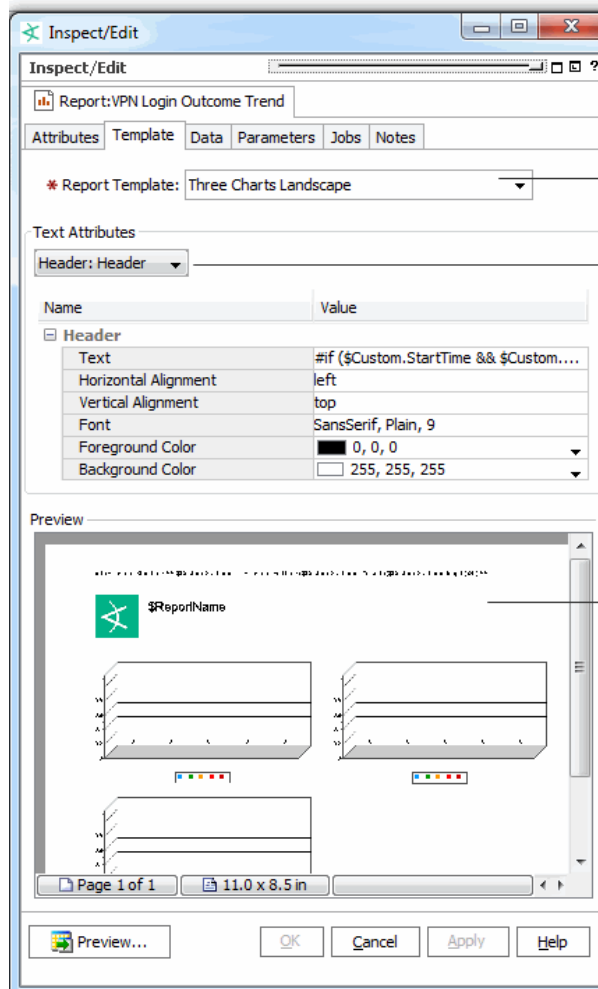 Inspect/Edit
Inspect/Edit ?
Report:VPN Login Outcome Trend
Attributes Template Data Parameters Jobs Notes
* Report Template: Three Charts Landscape
Text Attributes
Header: Header
Name Value
Header
Text #if ($Custom.StartTime && $Custom....
Horizontal Alignment left
Vertical Alignment top
Font SansSerif, Plain, 9
Foreground Color 0, 0, 0
Background Color 255, 255, 255
Preview
$ReportName
Page 1 of 1 11.0 x 8.5 in
Preview... OK Cancel Apply Help